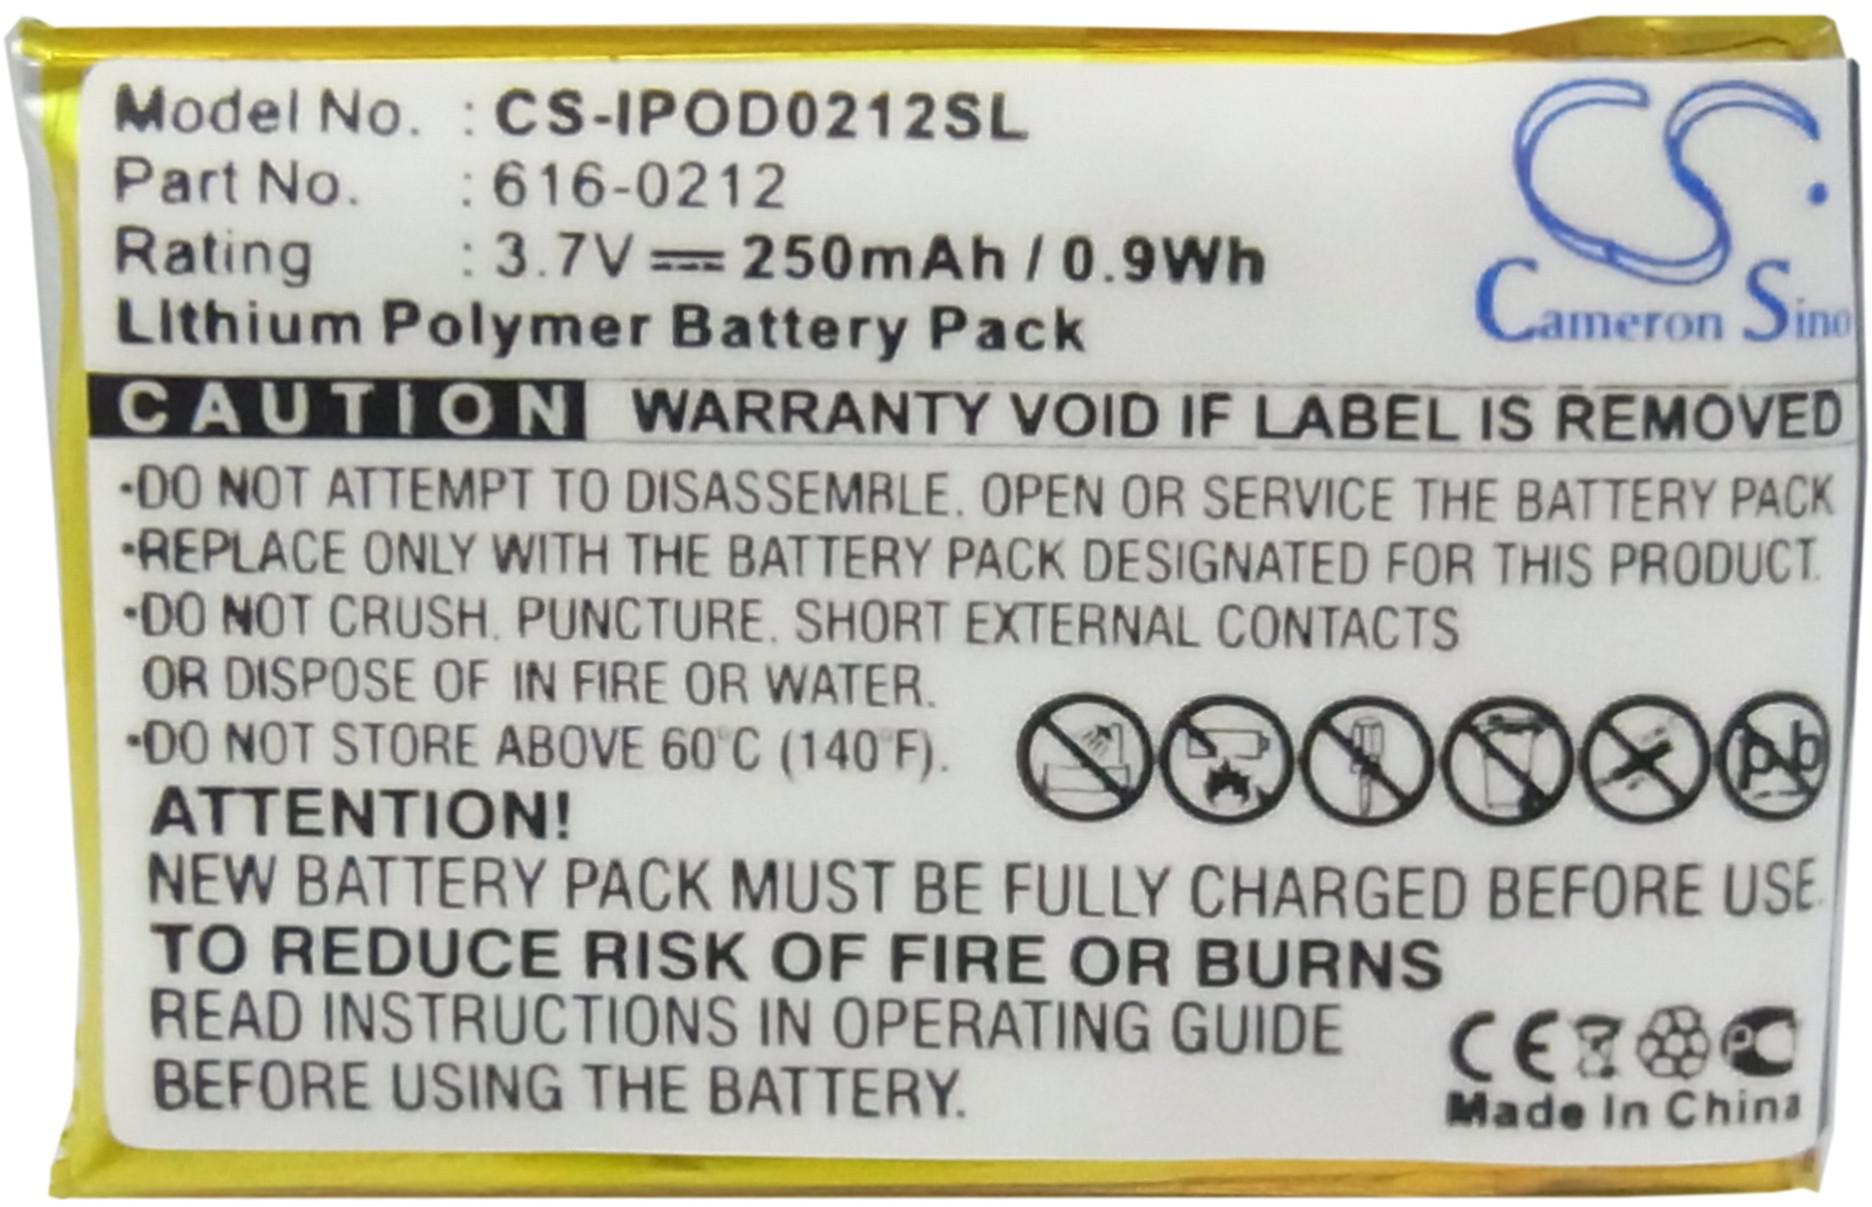 Model No. : CS-IPOD0212SL
Part No. : 616-0212
Rating : 3.7V ⎓ 250mAh / 0.9Wh
Lithium Polymer Battery Pack
CS
Cameron Sino
CAUTION WARRANTY VOID IF LABEL IS REMOVED
·DO NOT ATTEMPT TO DISASSEMBLE. OPEN OR SERVICE THE BATTERY PACK
·REPLACE ONLY WITH THE BATTERY PACK DESIGNATED FOR THIS PRODUCT.
·DO NOT CRUSH. PUNCTURE. SHORT EXTERNAL CONTACTS
OR DISPOSE OF IN FIRE OR WATER.
·DO NOT STORE ABOVE 60°C (140°F).
Pb
ATTENTION!
NEW BATTERY PACK MUST BE FULLY CHARGED BEFORE USE.
TO REDUCE RISK OF FIRE OR BURNS
READ INSTRUCTIONS IN OPERATING GUIDE
BEFORE USING THE BATTERY.
CE PC
Made In China